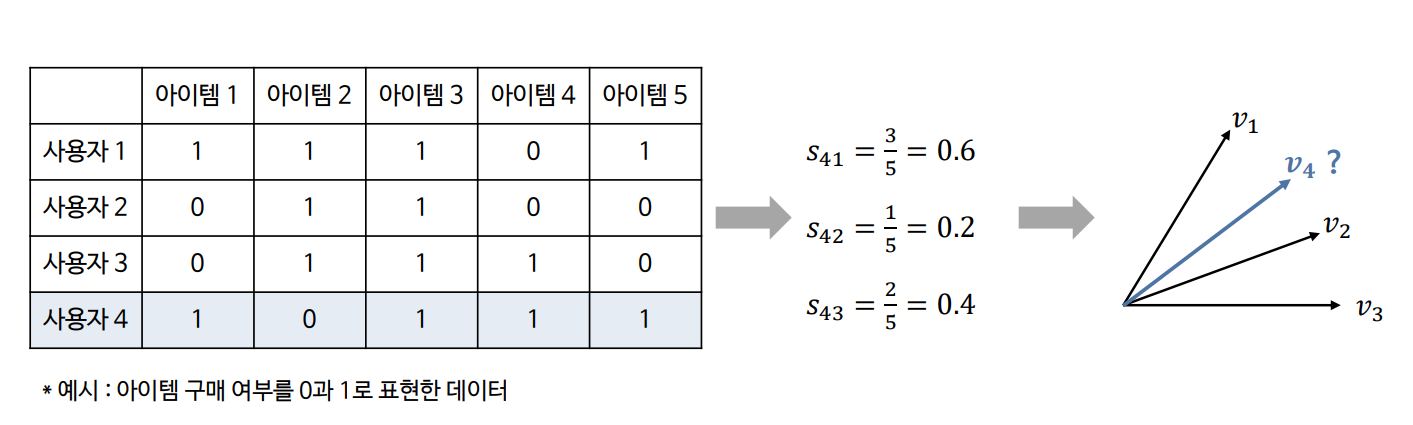 아이템 1 아이템 2 아이템 3 아이템 4 아이템 5
사용자 1 1 1 1 0 1
사용자 2 0 1 1 0 0
사용자 3 0 1 1 1 0
사용자 4 1 0 1 1 1
* 예시 : 아이템 구매 여부를 0과 1로 표현한 데이터
s₄₁ = 3/5 = 0.6
s₄₂ = 1/5 = 0.2
s₄₃ = 2/5 = 0.4
v₁
v₄ ?
v₂
v₃